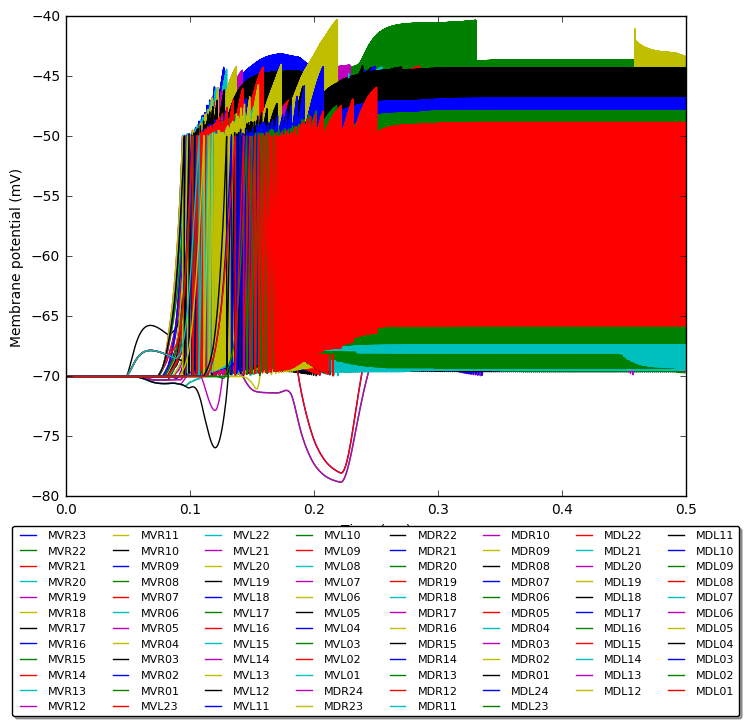 −40
−45
−50
−55
−60
−65
−70
−75
−80
Membrane potential (mV)
0.0 0.1 0.2 0.3 0.4 0.5
MVR23 MVR11 MVL22 MVL10 MDR22 MDR10 MDL22 MDL11
MVR22 MVR10 MVL21 MVL09 MDR21 MDR09 MDL21 MDL10
MVR21 MVR09 MVL20 MVL08 MDR20 MDR08 MDL20 MDL09
MVR20 MVR08 MVL19 MVL07 MDR19 MDR07 MDL19 MDL08
MVR19 MVR07 MVL18 MVL06 MDR18 MDR06 MDL18 MDL07
MVR18 MVR06 MVL17 MVL05 MDR17 MDR05 MDL17 MDL06
MVR17 MVR05 MVL16 MVL04 MDR16 MDR04 MDL16 MDL05
MVR16 MVR04 MVL15 MVL03 MDR15 MDR03 MDL15 MDL04
MVR15 MVR03 MVL14 MVL02 MDR14 MDR02 MDL14 MDL03
MVR14 MVR02 MVL13 MVL01 MDR13 MDR01 MDL13 MDL02
MVR13 MVR01 MVL12 MDR24 MDR12 MDL24 MDL12 MDL01
MVR12 MVL23 MVL11 MDR23 MDR11 MDL23